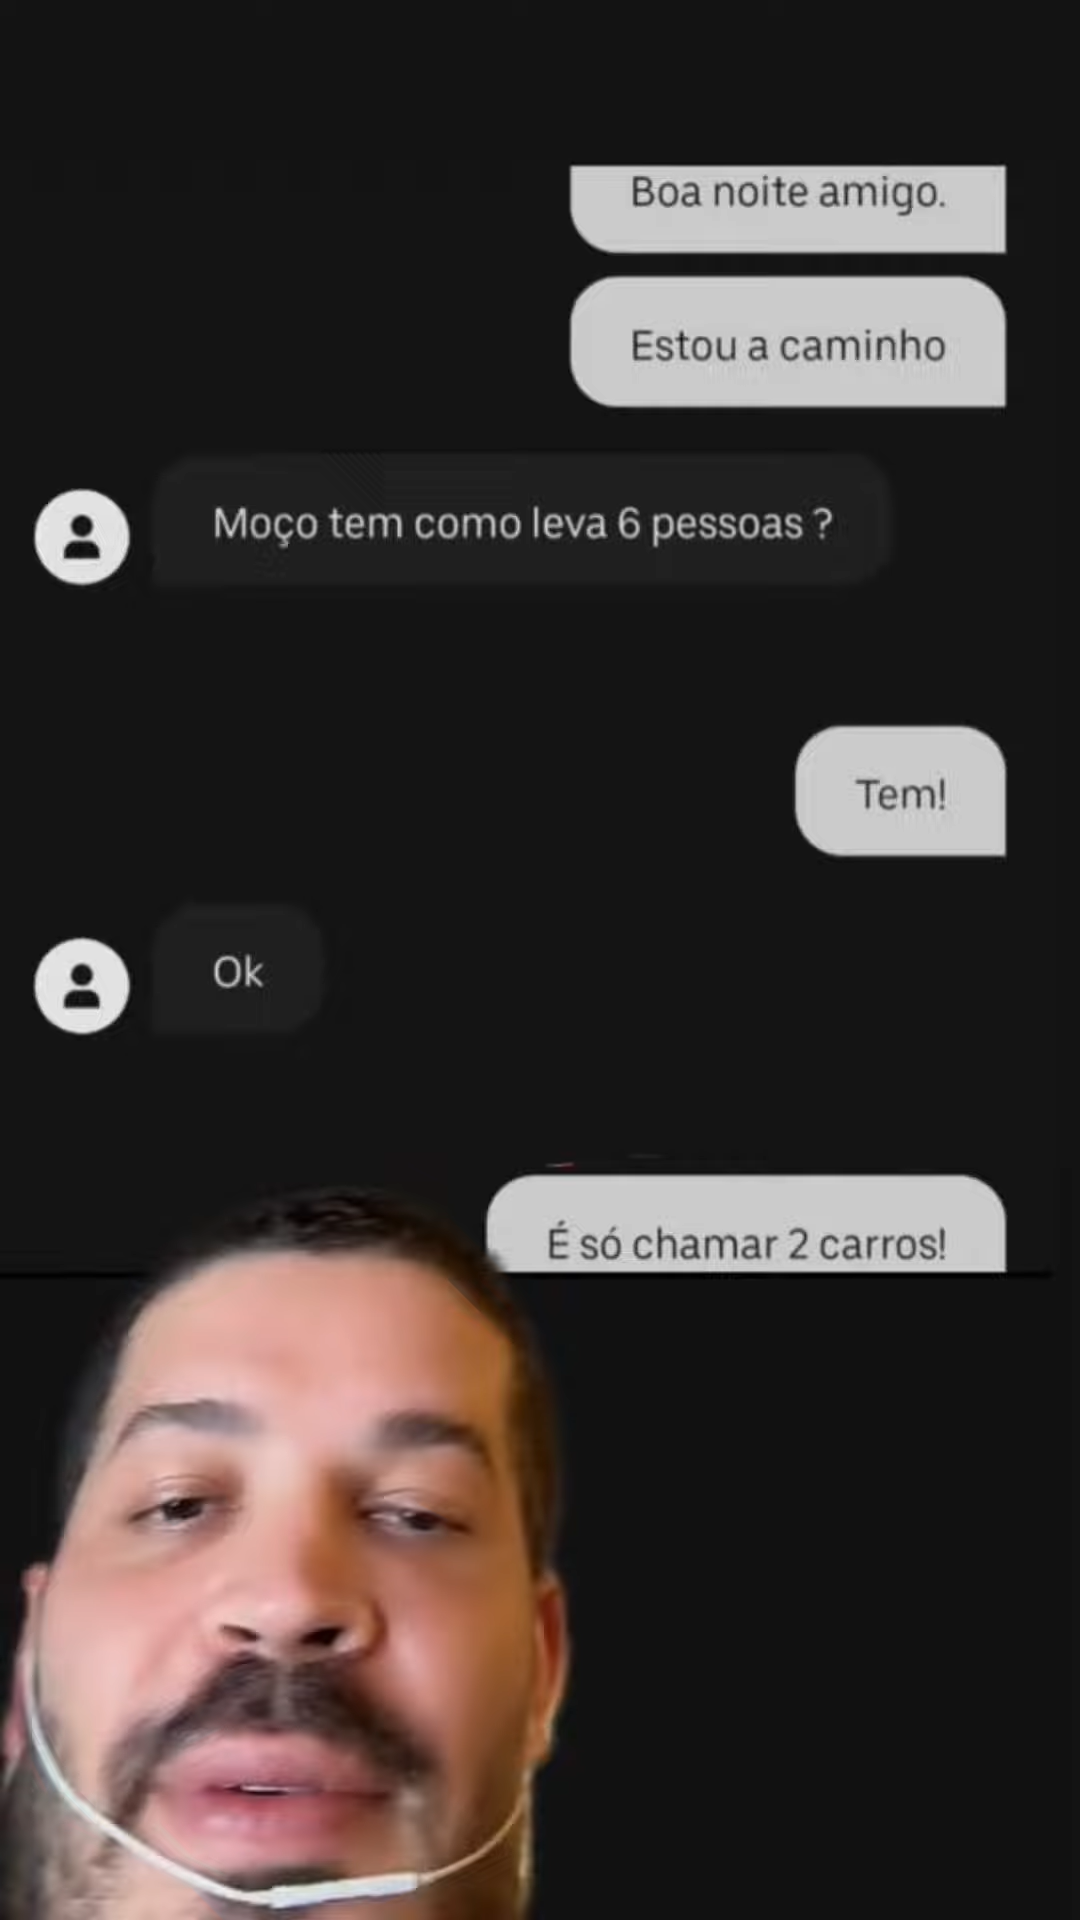 Boa noite amigo.
Estou a caminho
Moço tem como leva 6 pessoas ?
Tem!
Ok
É só chamar 2 carros!